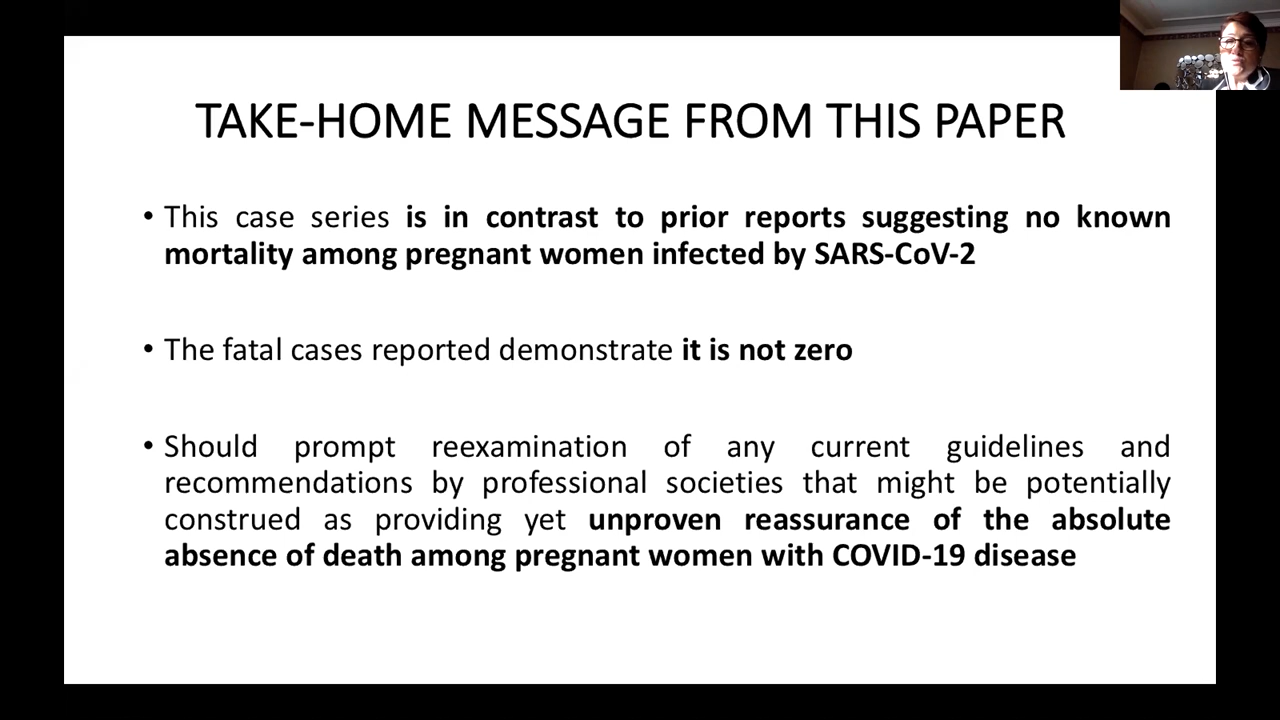 TAKE-HOME MESSAGE FROM THIS PAPER
• This case series is in contrast to prior reports suggesting no known
mortality among pregnant women infected by SARS-CoV-2
• The fatal cases reported demonstrate it is not zero
• Should prompt reexamination of any current guidelines and
recommendations by professional societies that might be potentially
construed as providing yet unproven reassurance of the absolute
absence of death among pregnant women with COVID-19 disease